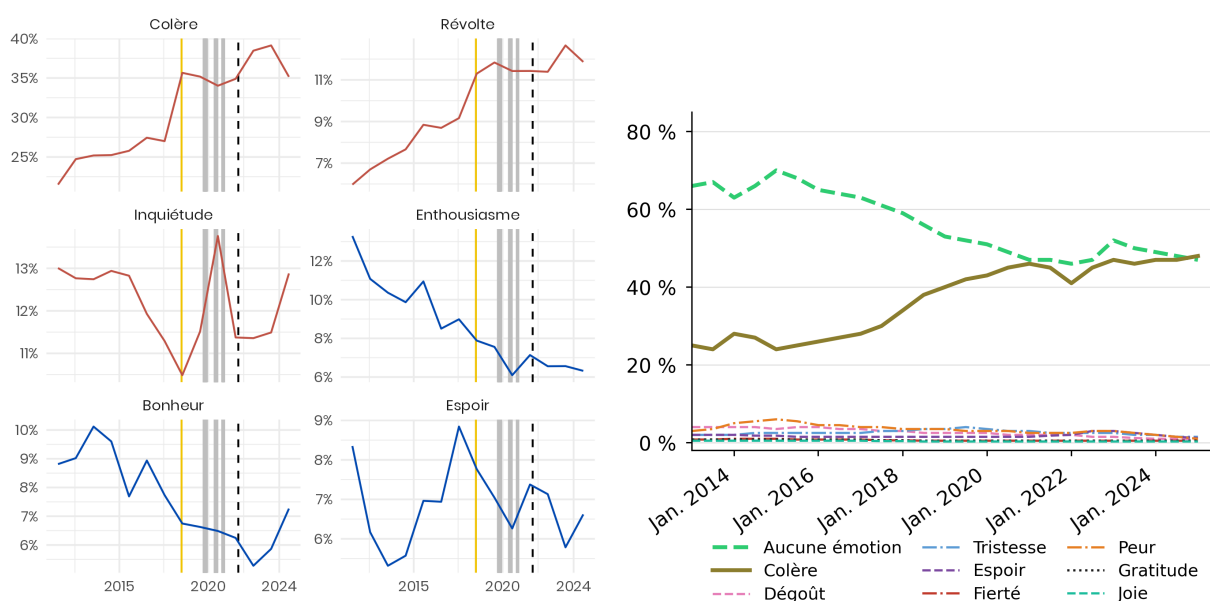 Colère
40%
35%
30%
25%
Révolte
11%
9%
7%
Inquiétude
13%
12%
11%
Enthousiasme
12%
10%
8%
6%
Bonheur
10%
9%
8%
7%
6%
2015 2020 2024
Espoir
9%
8%
7%
6%
2015 2020 2024
80 %
60 %
40 %
20 %
0 %
Jan. 2014 Jan. 2016 Jan. 2018 Jan. 2020 Jan. 2022 Jan. 2024
Aucune émotion Tristesse Peur
Colère Espoir Gratitude
Dégoût Fierté Joie